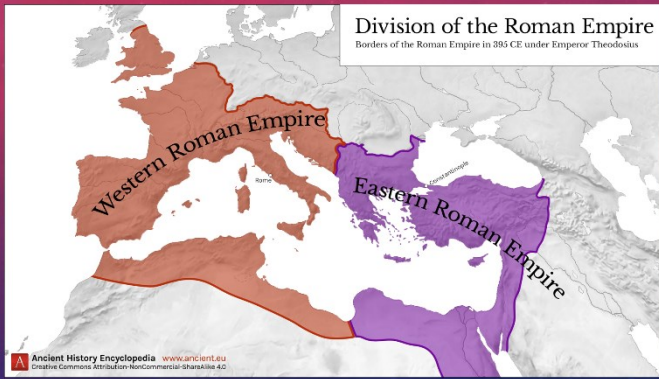 Division of the Roman Empire
Borders of the Roman Empire in 395 CE under Emperor Theodosius
Western Roman Empire
Rome
Constantinople
Eastern Roman Empire
Ancient History Encyclopedia www.ancient.eu
Creative Commons Attribution-NonCommercial-ShareAlike 4.0